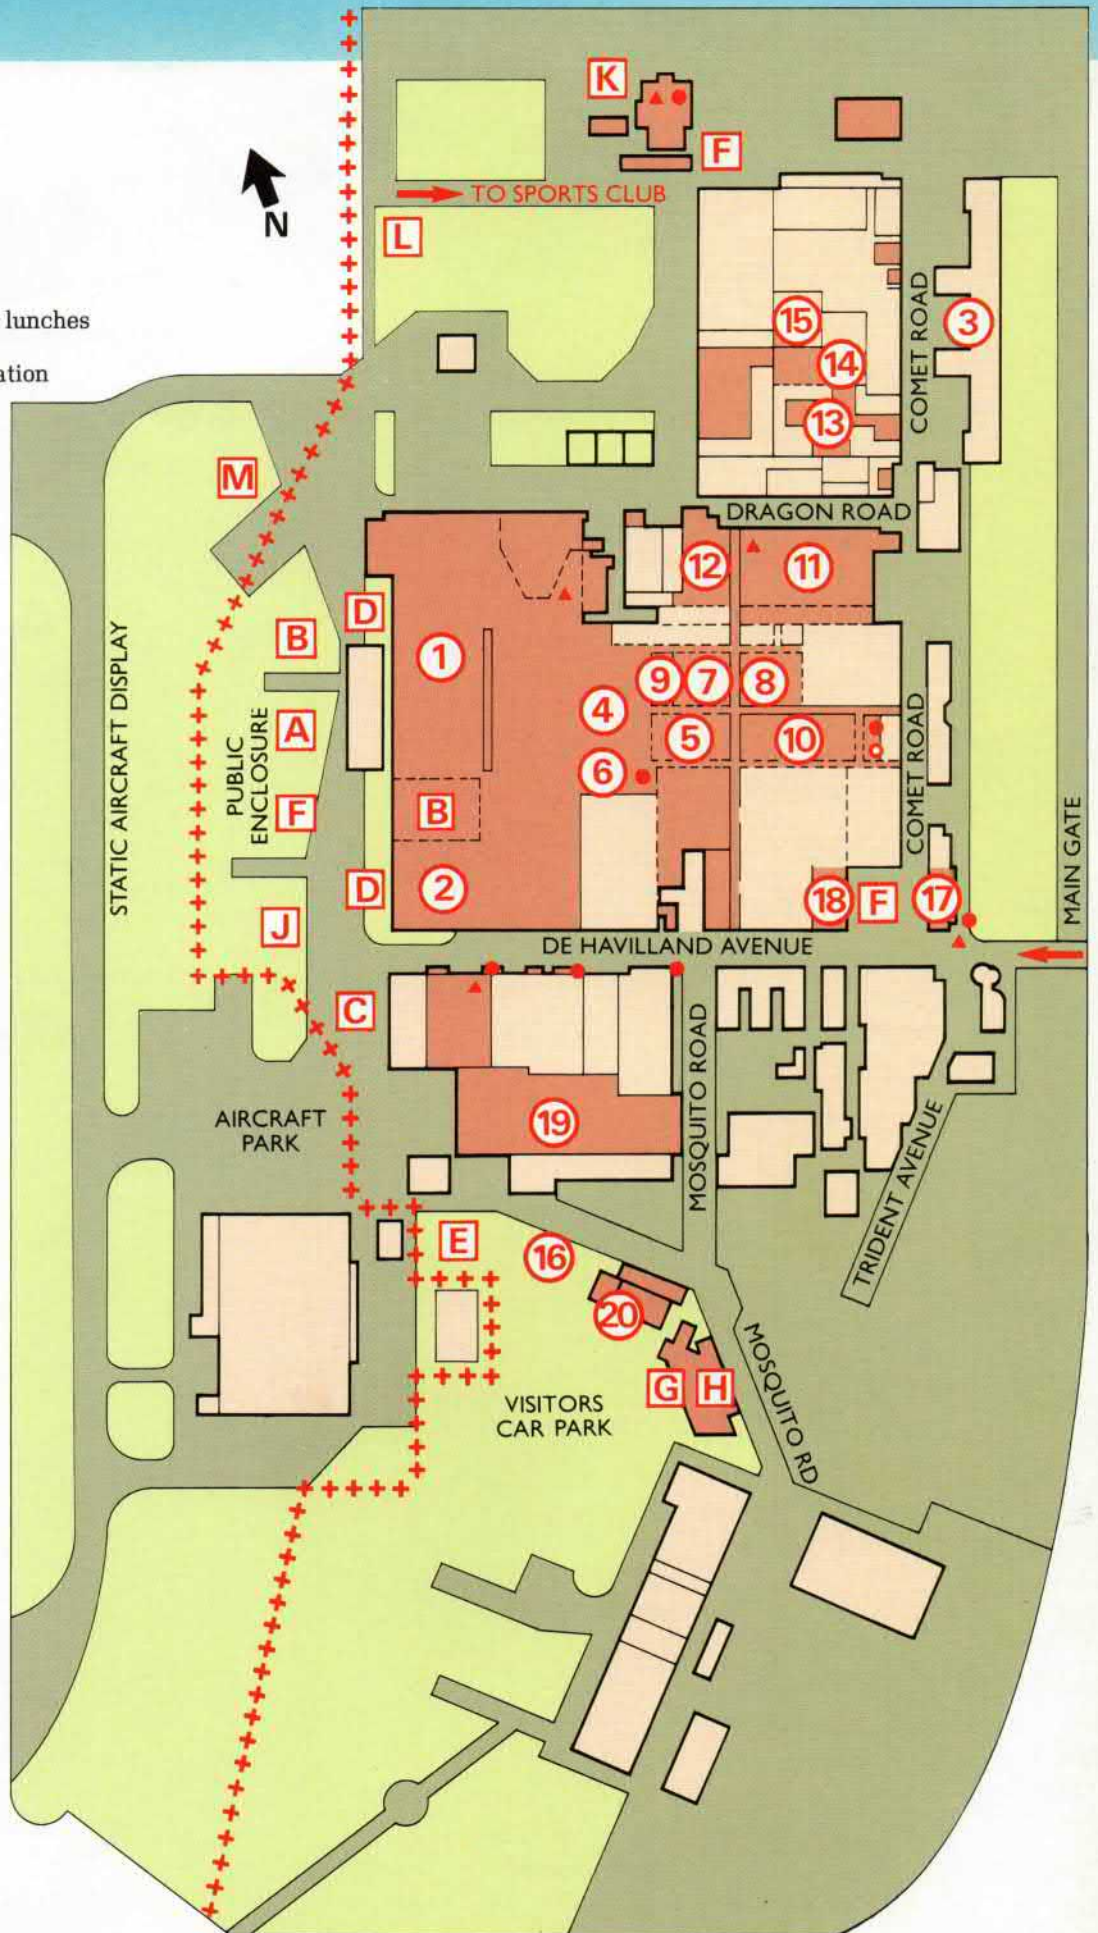 K
F
TO SPORTS CLUB
N
L
lunches
ation
15
3
14
13
COMET ROAD
M
DRAGON ROAD
12
11
D
B
1
9
7
8
4
A
5
10
6
STATIC AIRCRAFT DISPLAY
PUBLIC
ENCLOSURE
F
B
COMET ROAD
D
2
18
F
17
MAIN GATE
J
DE HAVILLAND AVENUE
C
MOSQUITO ROAD
AIRCRAFT
PARK
19
TRIDENT AVENUE
E
16
20
MOSQUITO RD
G
H
VISITORS
CAR PARK